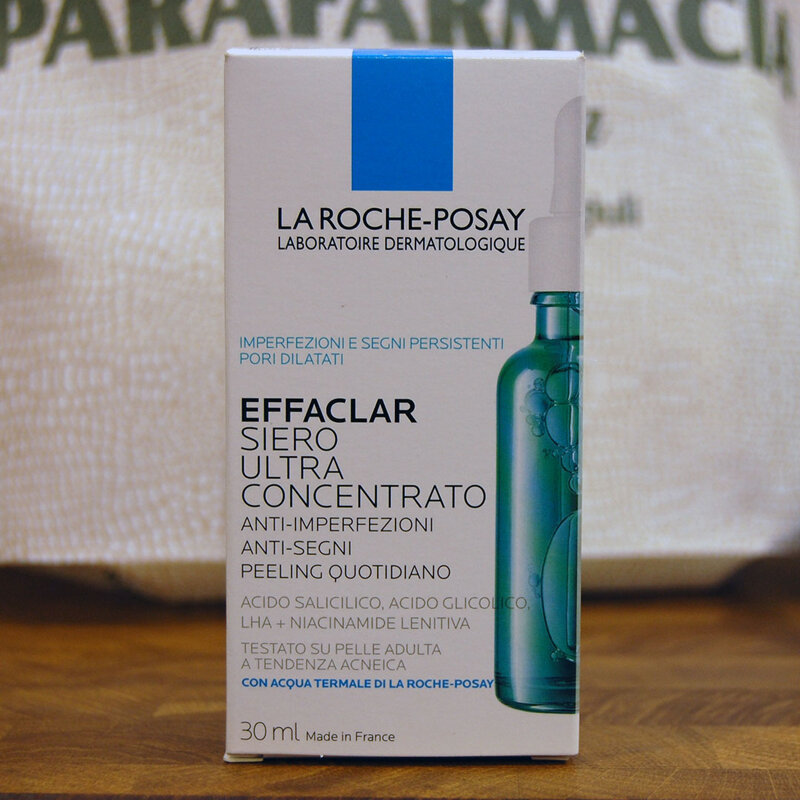 PARAFARMACI
LA ROCHE-POSAY
LABORATOIRE DERMATOLOGIQUE
IMPERFEZIONI E SEGNI PERSISTENTI
PORI DILATATI
EFFACLAR
SIERO
ULTRA
CONCENTRATO
ANTI-IMPERFEZIONI
ANTI-SEGNI
PEELING QUOTIDIANO
ACIDO SALICILICO, ACIDO GLICOLICO,
LHA + NIACINAMIDE LENITIVA
TESTATO SU PELLE ADULTA
A TENDENZA ACNEICA
CON ACQUA TERMALE DI LA ROCHE-POSAY
30 ml Made in France